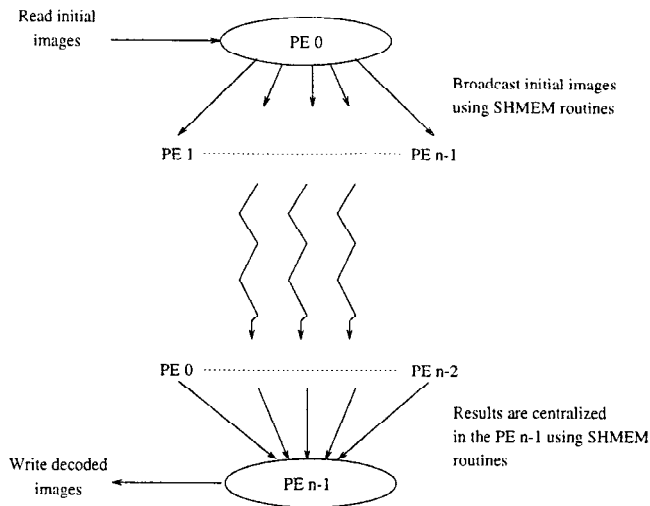 Read initial
images
PE 0
Broadcast initial images
using SHMEM routines
PE 1
PE n-1
PE 0
PE n-2
Results are centralized
in the PE n-1 using SHMEM
routines
Write decoded
images
PE n-1